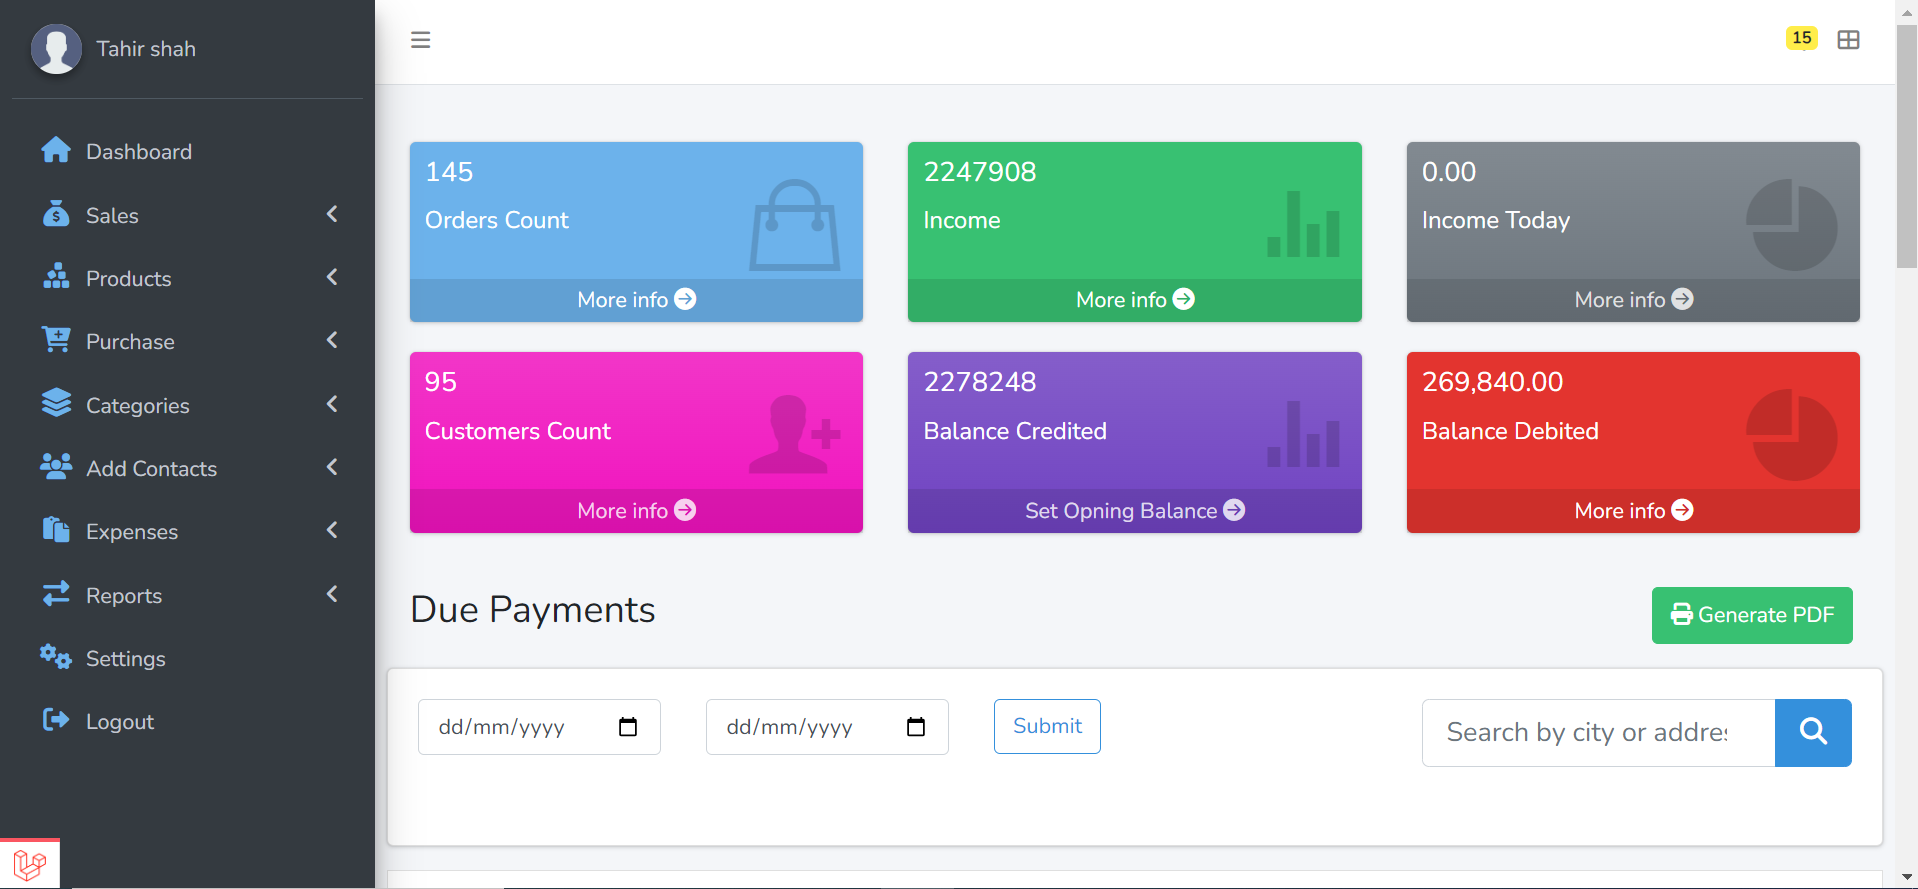 Tahir shah
Dashboard
Sales
Products
Purchase
Categories
Add Contacts
Expenses
Reports
Settings
Logout
15
145
Orders Count
More info
2247908
Income
More info
0.00
Income Today
More info
95
Customers Count
More info
2278248
Balance Credited
Set Opning Balance
269,840.00
Balance Debited
More info
Due Payments
Generate PDF
dd/mm/yyyy
dd/mm/yyyy
Submit
Search by city or addre